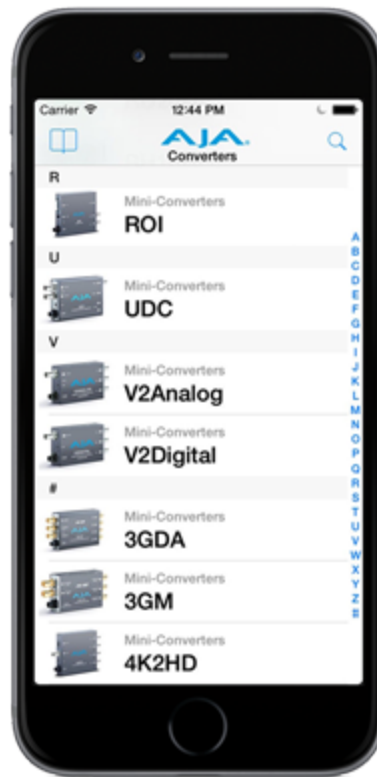 Carrier 12:44 PM
AJA
Converters
R
Mini-Converters
ROI
U
Mini-Converters
UDC
V
Mini-Converters
V2Analog
Mini-Converters
V2Digital
#
Mini-Converters
3GDA
Mini-Converters
3GM
Mini-Converters
4K2HD
A
B
C
D
E
F
G
H
I
J
K
L
M
N
O
P
Q
R
S
T
U
V
W
X
Y
Z
#